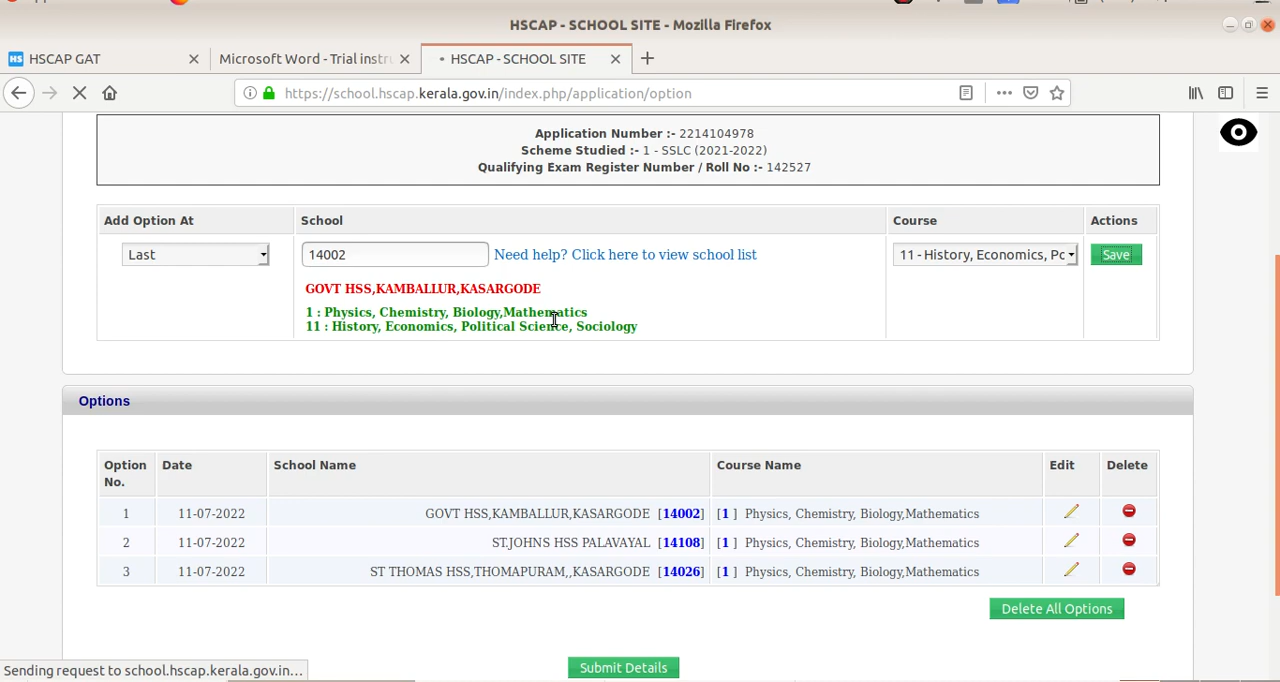 HSCAP - SCHOOL SITE - Mozilla Firefox
HS HSCAP GAT
Microsoft Word - Trial instru
HSCAP - SCHOOL SITE
https://school.hscap.kerala.gov.in/index.php/application/option
Application Number :- 2214104978
Scheme Studied :- 1 - SSLC (2021-2022)
Qualifying Exam Register Number / Roll No :- 142527
Add Option At School Course Actions
Last 14002 Need help? Click here to view school list 11 - History, Economics, Pc Save
GOVT HSS,KAMBALLUR,KASARGODE
1 : Physics, Chemistry, Biology,Mathematics
11 : History, Economics, Political Science, Sociology
Options
Option No. Date School Name Course Name Edit Delete
1 11-07-2022 GOVT HSS,KAMBALLUR,KASARGODE [14002] [1 ] Physics, Chemistry, Biology,Mathematics
2 11-07-2022 ST.JOHNS HSS PALAVAYAL [14108] [1 ] Physics, Chemistry, Biology,Mathematics
3 11-07-2022 ST THOMAS HSS,THOMAPURAM,,KASARGODE [14026] [1 ] Physics, Chemistry, Biology,Mathematics
Delete All Options
Submit Details
Sending request to school.hscap.kerala.gov.in...